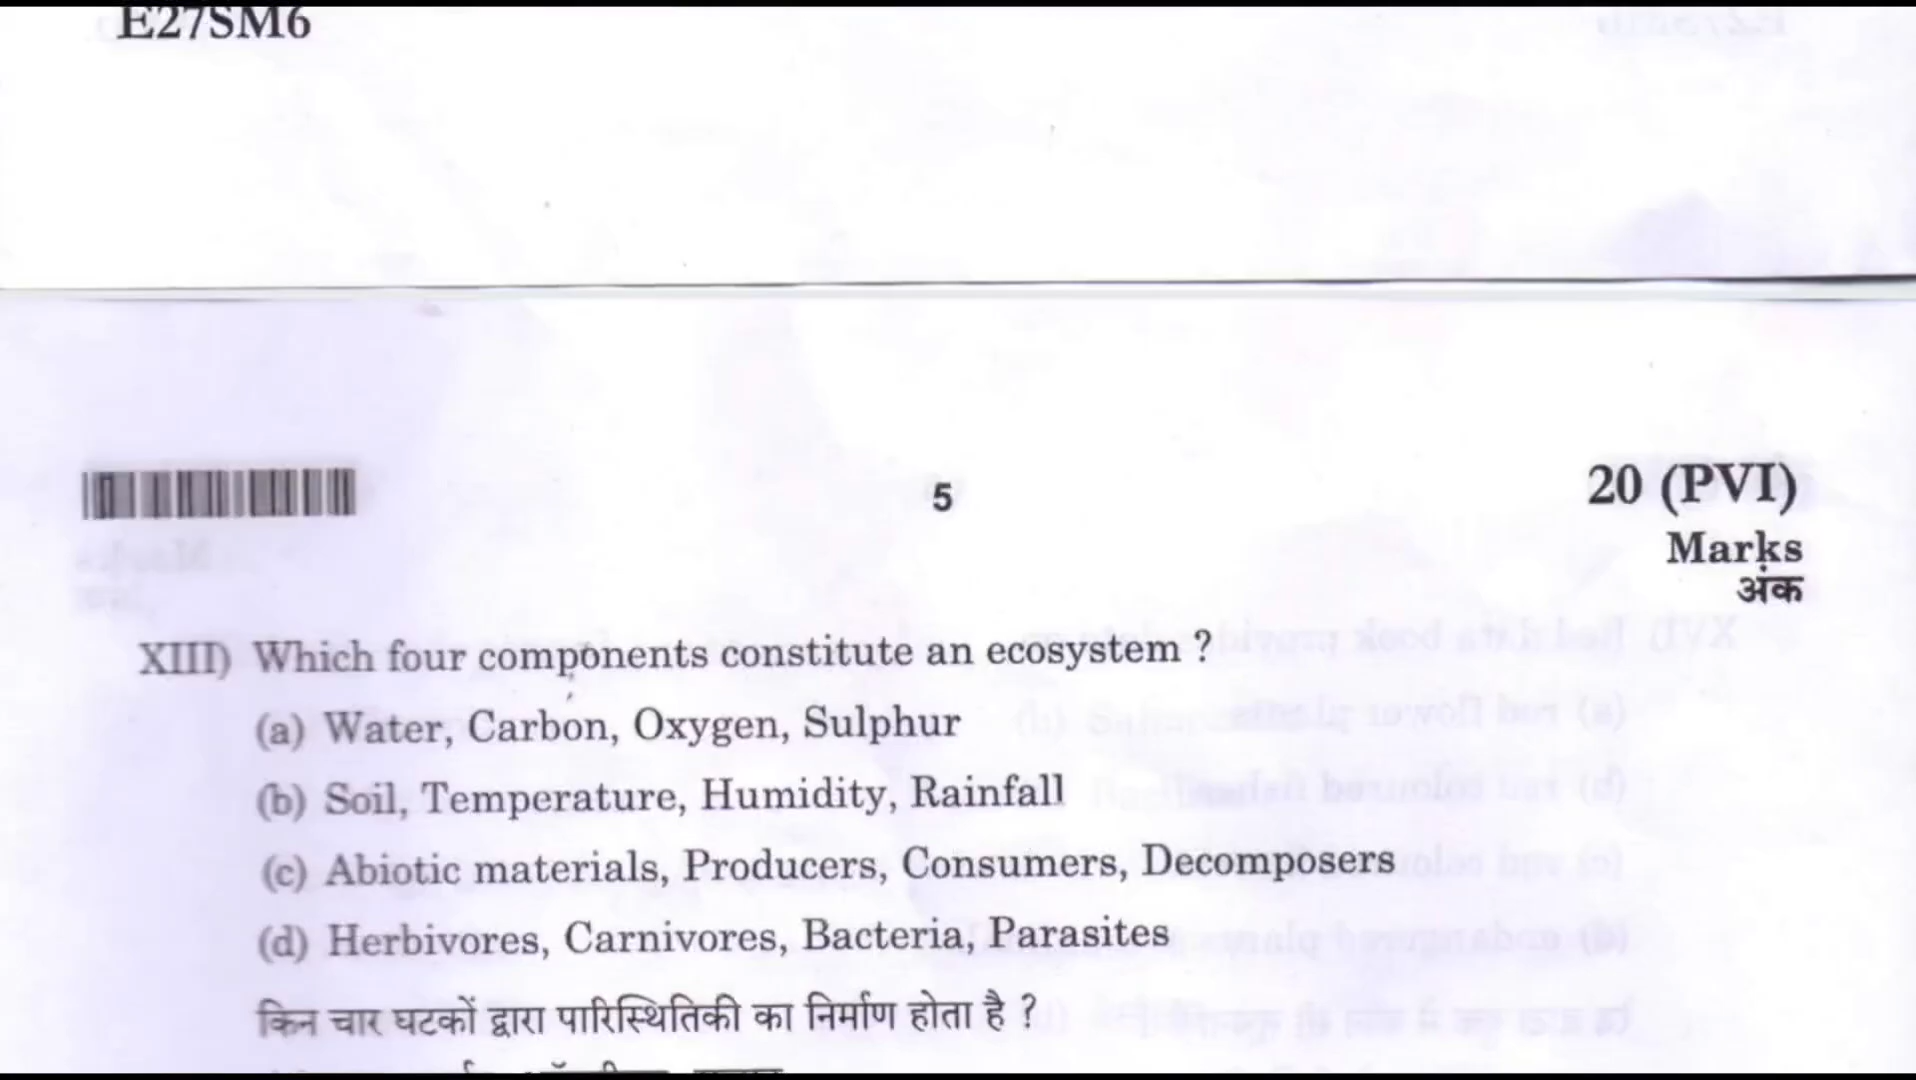 E27SM6
5
20 (PVI)
Marks
अंक
XIII) Which four components constitute an ecosystem ?
(a) Water, Carbon, Oxygen, Sulphur
(b) Soil, Temperature, Humidity, Rainfall
(c) Abiotic materials, Producers, Consumers, Decomposers
(d) Herbivores, Carnivores, Bacteria, Parasites
किन चार घटकों द्वारा पारिस्थितिकी का निर्माण होता है ?